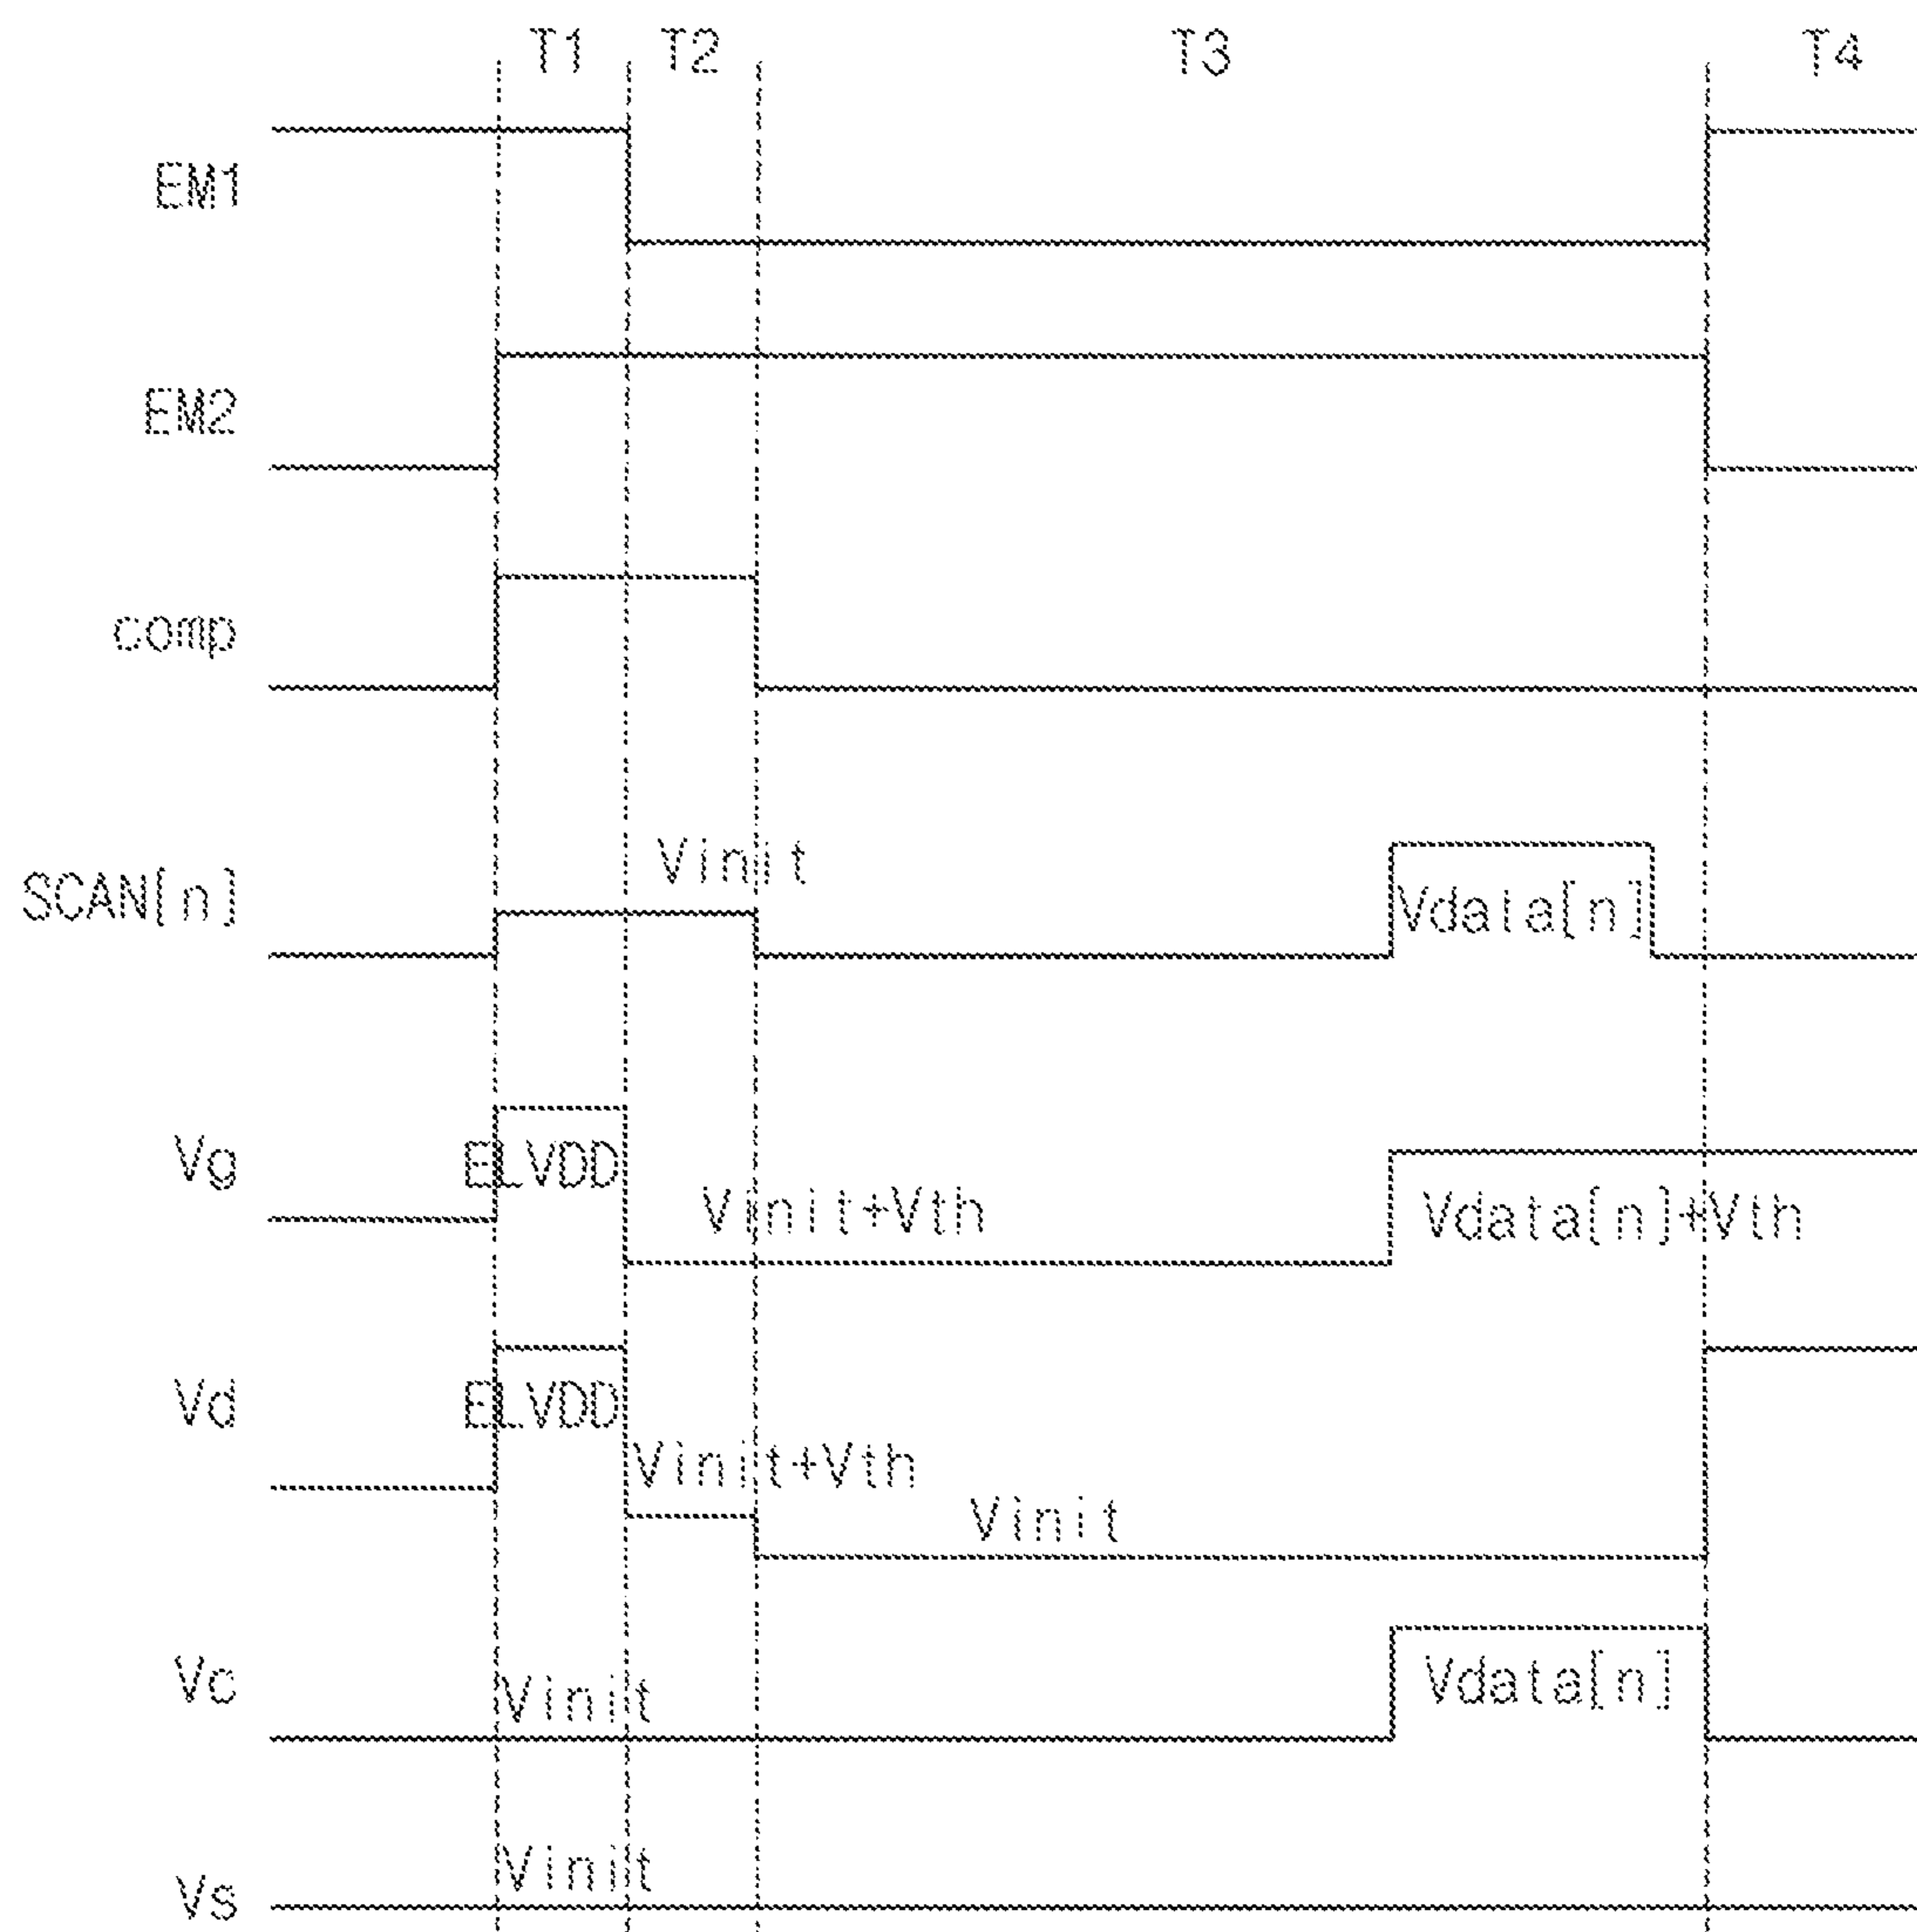 T1 T2 T3 T4
EM1
EM2
comp
Vinit
SCAN[n] Vdata[n]
Vg ELVDD
Vinit+Vth Vdata[n]+Vth
Vd ELVDD
Vinit+Vth
Vinit
Vc Vinit Vdata[n]
Vinit
Vs